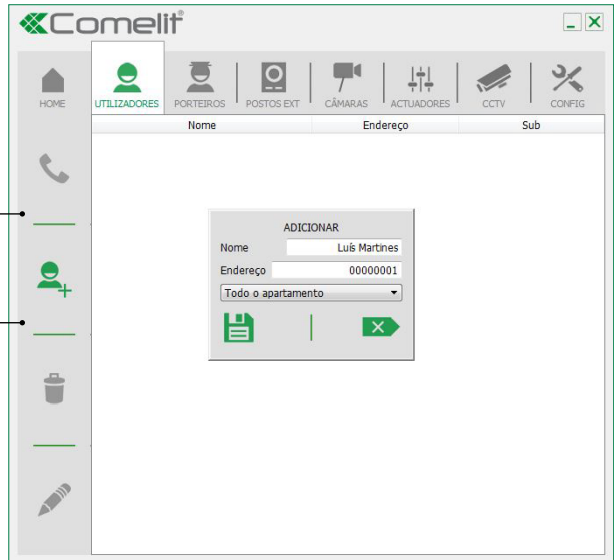 Comelit®
HOME
UTILIZADORES
PORTEIROS
POSTOS EXT
CÂMARAS
ACTUADORES
CCTV
CONFIG
Nome Endereço Sub
ADICIONAR
Nome Luís Martines
Endereço 00000001
Todo o apartamento